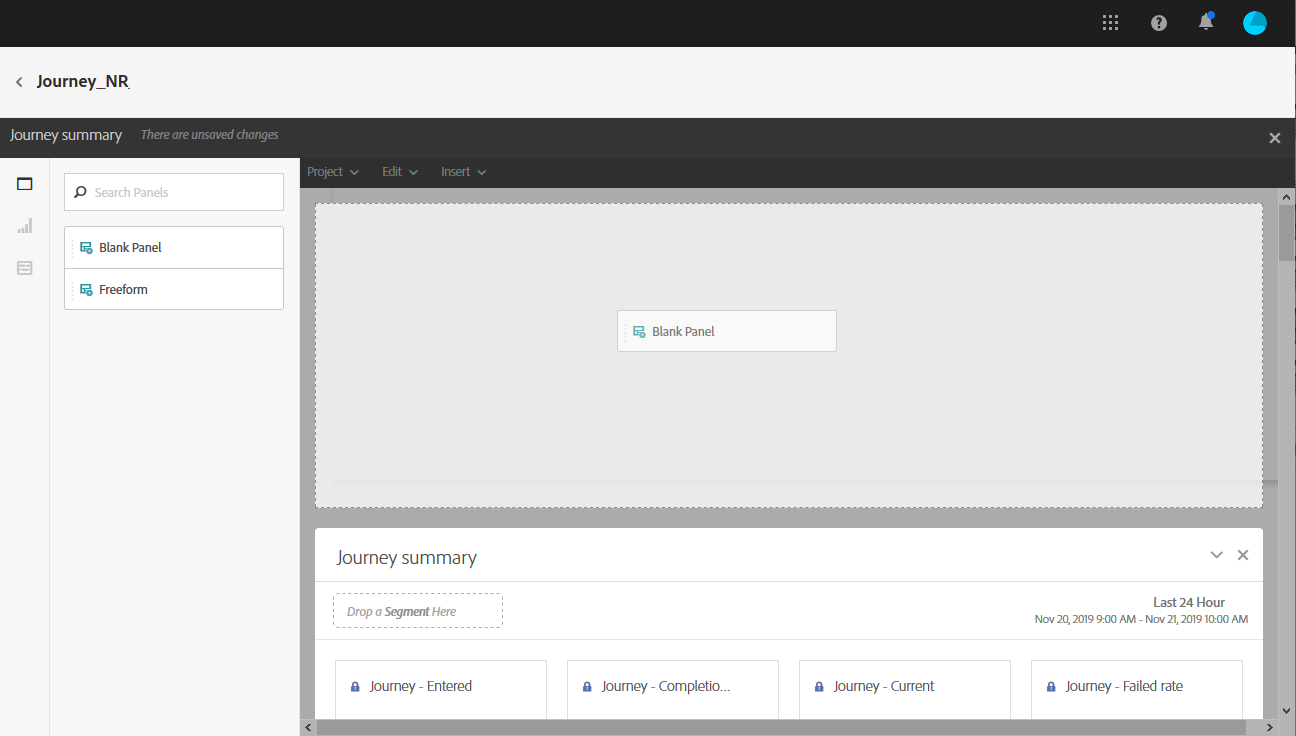 Journey_NR_
Journey summary There are unsaved changes
Project Edit Insert
Search Panels
Blank Panel
Freeform
Blank Panel
Journey summary
Drop a Segment Here
Last 24 Hour
Nov 20, 2019 9:00 AM - Nov 21, 2019 10:00 AM
Journey - Entered
Journey - Completio...
Journey - Current
Journey - Failed rate